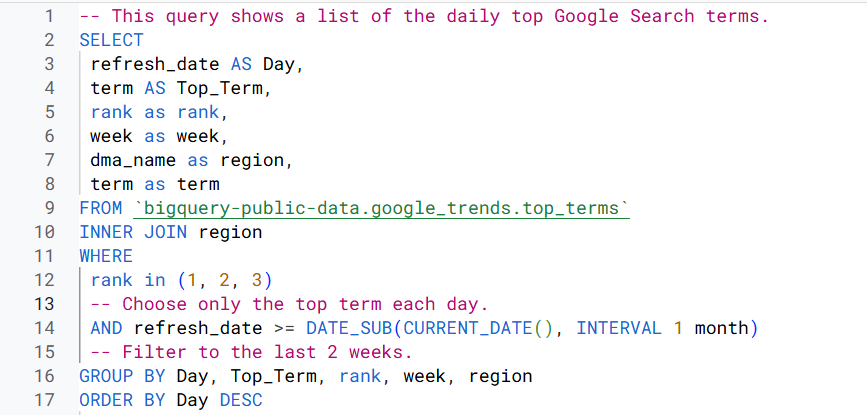 1 -- This query shows a list of the daily top Google Search terms.
2 SELECT
3 refresh_date AS Day,
4 term AS Top_Term,
5 rank as rank,
6 week as week,
7 dma_name as region,
8 term as term
9 FROM `bigquery-public-data.google_trends.top_terms`
10 INNER JOIN region
11 WHERE
12 rank in (1, 2, 3)
13 -- Choose only the top term each day.
14 AND refresh_date >= DATE_SUB(CURRENT_DATE(), INTERVAL 1 month)
15 -- Filter to the last 2 weeks.
16 GROUP BY Day, Top_Term, rank, week, region
17 ORDER BY Day DESC